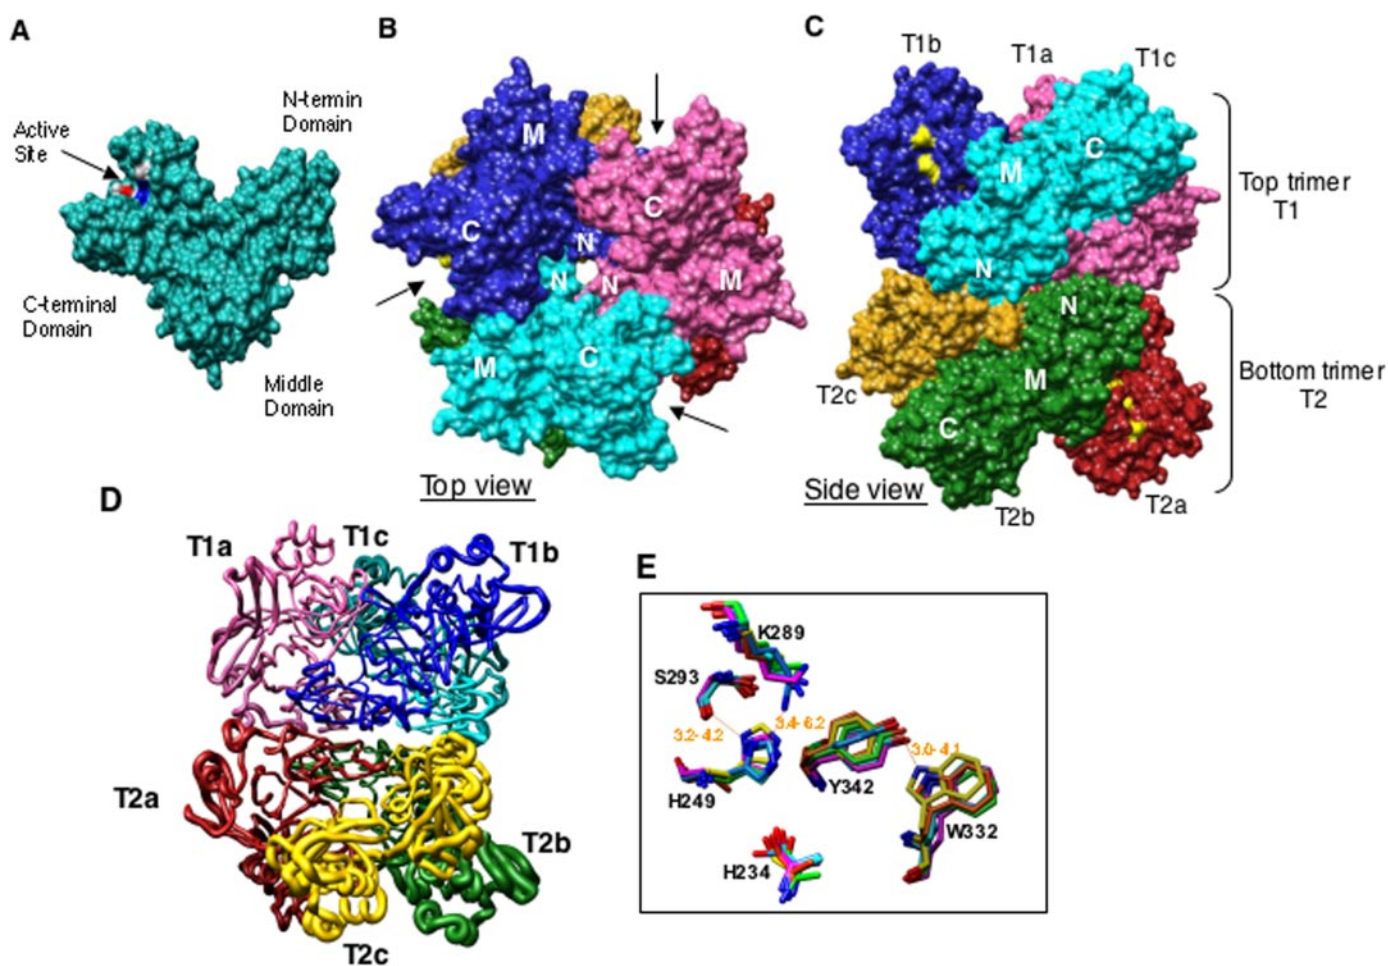 A
Active
Site
N-termin
Domain
C-terminal
Domain
Middle
Domain
B
M
C
N
C
N
N
M
M
C
Top view
C
T1b
T1a
T1c
C
M
N
Top trimer
T1
N
M
C
T2c
Bottom trimer
T2
Side view
T2b
T2a
D
T1a
T1c
T1b
T2a
T2b
T2c
E
K289
S293
3.2-4.2
3.4-6.2
3.0-4.1
H249
Y342
W332
H234